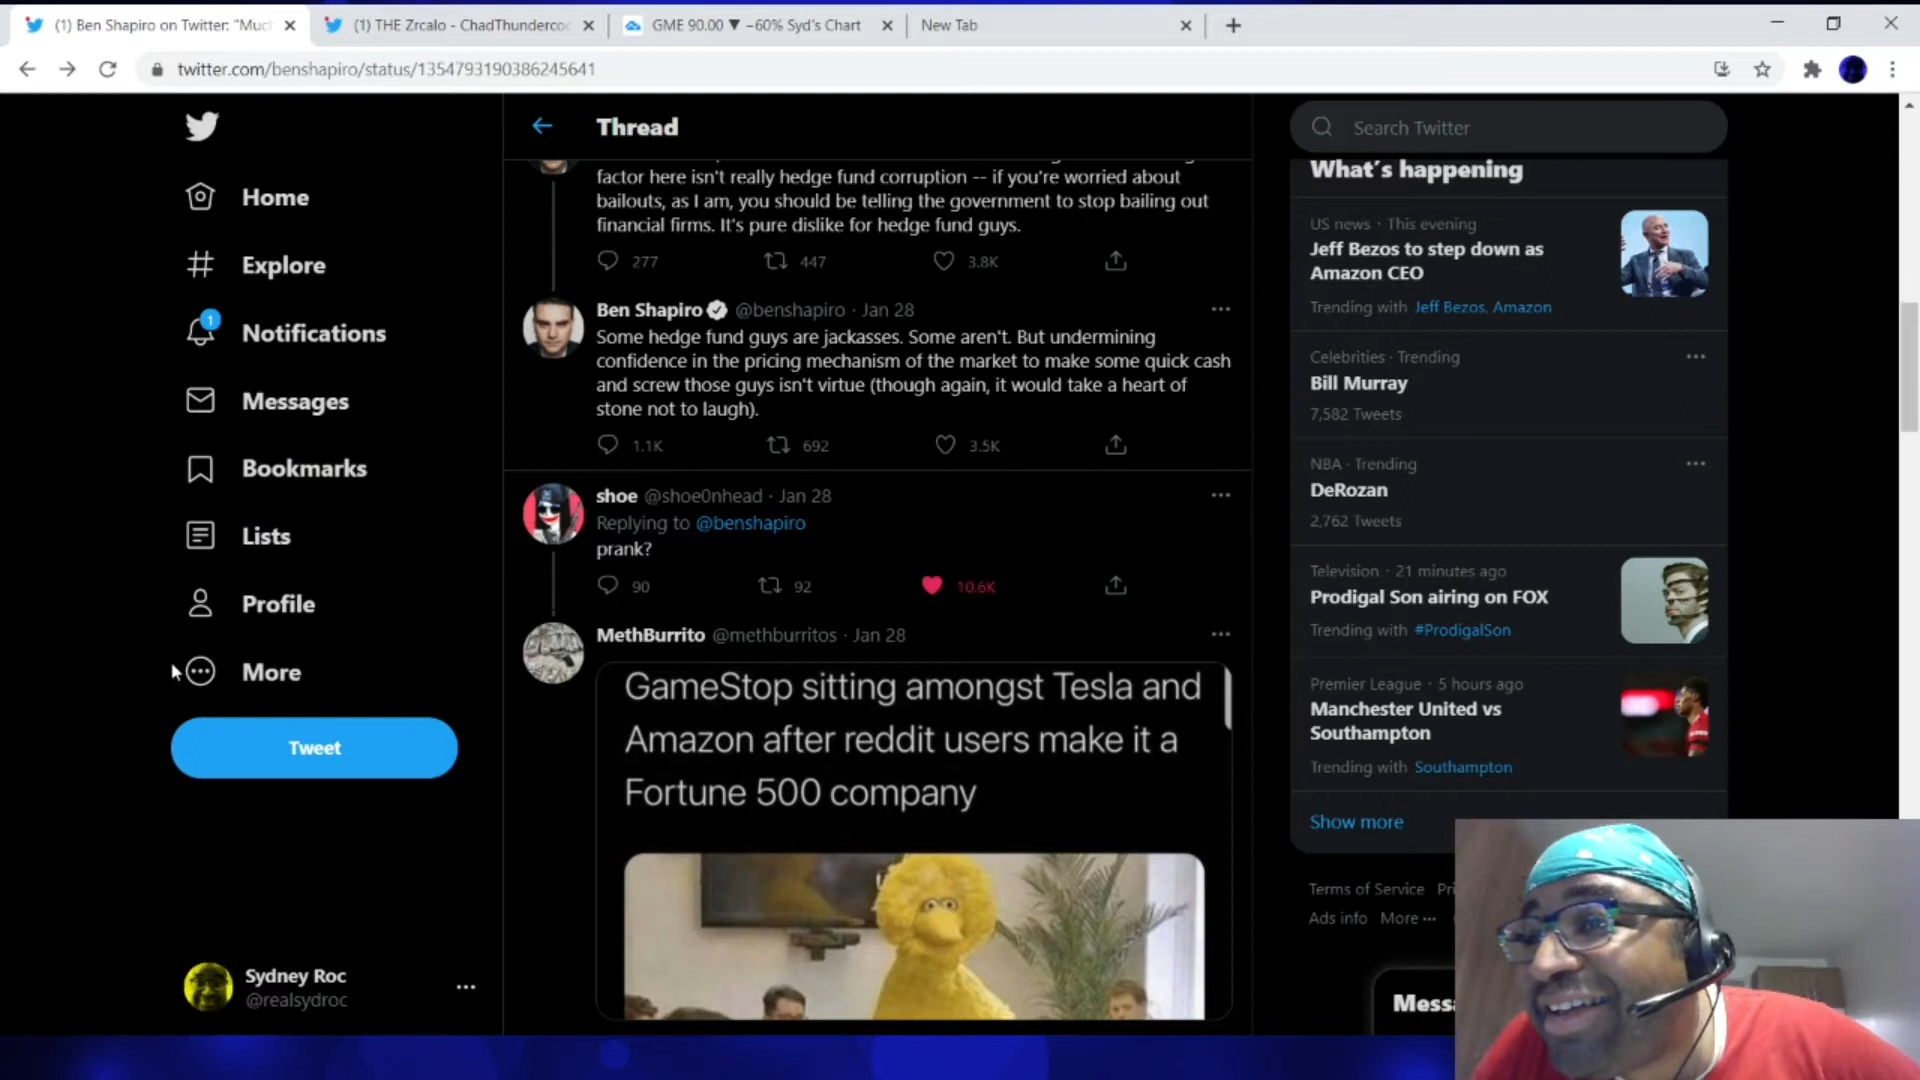 (1) Ben Shapiro on Twitter: "Much
(1) THE Zrcalo - ChadThundercoc
GME 90.00 ▼ −60% Syd's Chart
New Tab
twitter.com/benshapiro/status/1354793190386245641
Home
Explore
1
Notifications
Messages
Bookmarks
Lists
Profile
More
Tweet
Sydney Roc
@realsydroc
Thread
factor here isn't really hedge fund corruption -- if you're worried about
bailouts, as I am, you should be telling the government to stop bailing out
financial firms. It's pure dislike for hedge fund guys.
277 447 3.8K
Ben Shapiro @benshapiro · Jan 28
Some hedge fund guys are jackasses. Some aren't. But undermining
confidence in the pricing mechanism of the market to make some quick cash
and screw those guys isn't virtue (though again, it would take a heart of
stone not to laugh).
1.1K 692 3.5K
shoe @shoe0nhead · Jan 28
Replying to @benshapiro
prank?
90 92 10.6K
MethBurrito @methburritos · Jan 28
GameStop sitting amongst Tesla and
Amazon after reddit users make it a
Fortune 500 company
Search Twitter
What's happening
US news · This evening
Jeff Bezos to step down as
Amazon CEO
Trending with Jeff Bezos, Amazon
Celebrities · Trending
Bill Murray
7,582 Tweets
NBA · Trending
DeRozan
2,762 Tweets
Television · 21 minutes ago
Prodigal Son airing on FOX
Trending with #ProdigalSon
Premier League · 5 hours ago
Manchester United vs
Southampton
Trending with Southampton
Show more
Terms of Service Pri
Ads info More
Mess